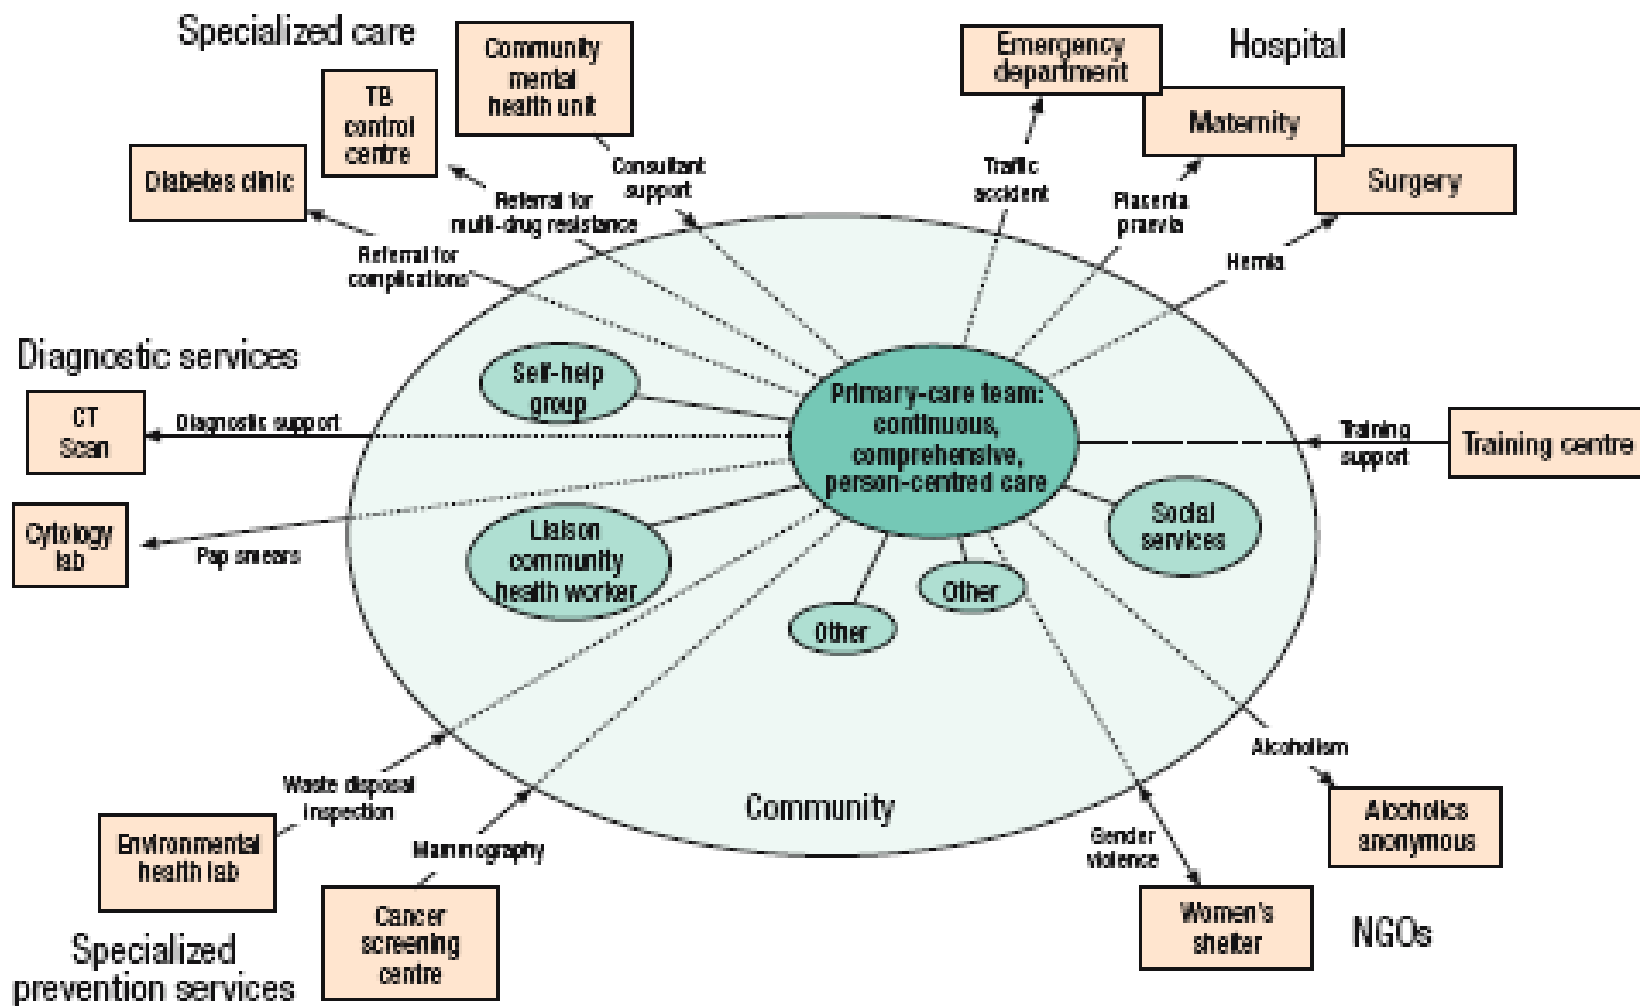 Specialized care
Community
mental
health unit
TB
control
centre
Diabetes clinic
Consultant
support
Referral for
multi-drug resistance
Referral for
complications
Emergency
department
Hospital
Maternity
Surgery
Traffic
accident
Placenta
praevia
Hernia
Diagnostic services
CT
Scan
Diagnostic support
Cytology
lab
Pap smears
Self-help
group
Primary-care team:
continuous,
comprehensive,
person-centred care
Training
support
Training centre
Liaison
community
health worker
Social
services
Other
Other
Community
Waste disposal
inspection
Environmental
health lab
Mammography
Cancer
screening
centre
Specialized
prevention services
Alcoholism
Alcoholics
anonymous
Gender
violence
Women's
shelter
NGOs